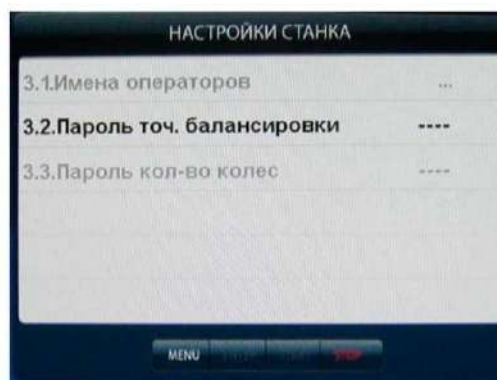 НАСТРОЙКИ СТАНКА
3.1.Имена операторов ...
3.2.Пароль точ. балансировки ----
3.3.Пароль кол-во колес ----
MENU STOP